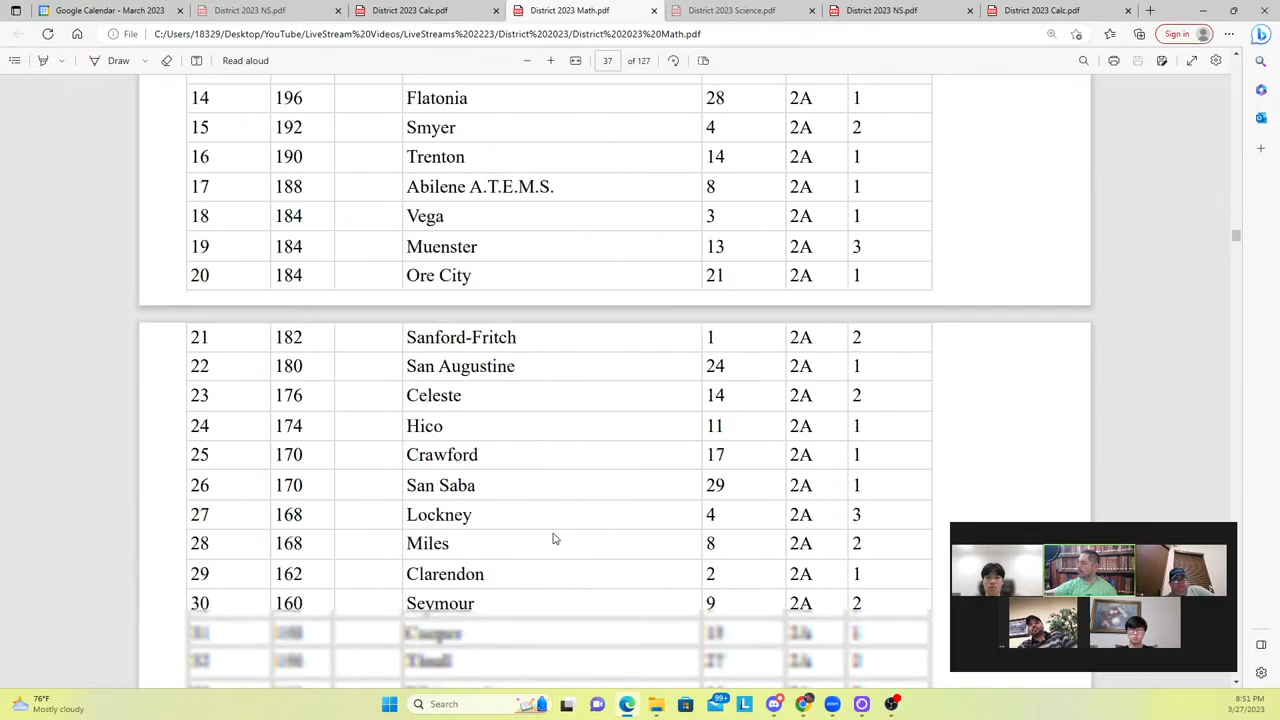 Google Calendar - March 2023
District 2023 NS.pdf
District 2023 Calc.pdf
District 2023 Math.pdf
District 2023 Science.pdf
District 2023 NS.pdf
District 2023 Calc.pdf
File C:/Users/18329/Desktop/YouTube/LiveStream%20Videos/LiveStreams%202223/District%202023/District%202023%20Math.pdf
Sign in
Draw Read aloud 37 of 127
14 196 Flatonia 28 2A 1
15 192 Smyer 4 2A 2
16 190 Trenton 14 2A 1
17 188 Abilene A.T.E.M.S. 8 2A 1
18 184 Vega 3 2A 1
19 184 Muenster 13 2A 3
20 184 Ore City 21 2A 1
21 182 Sanford-Fritch 1 2A 2
22 180 San Augustine 24 2A 1
23 176 Celeste 14 2A 2
24 174 Hico 11 2A 1
25 170 Crawford 17 2A 1
26 170 San Saba 29 2A 1
27 168 Lockney 4 2A 3
28 168 Miles 8 2A 2
29 162 Clarendon 2 2A 1
30 160 Seymour 9 2A 2
76°F
Mostly cloudy
Search
99+
8:51 PM
3/27/2023